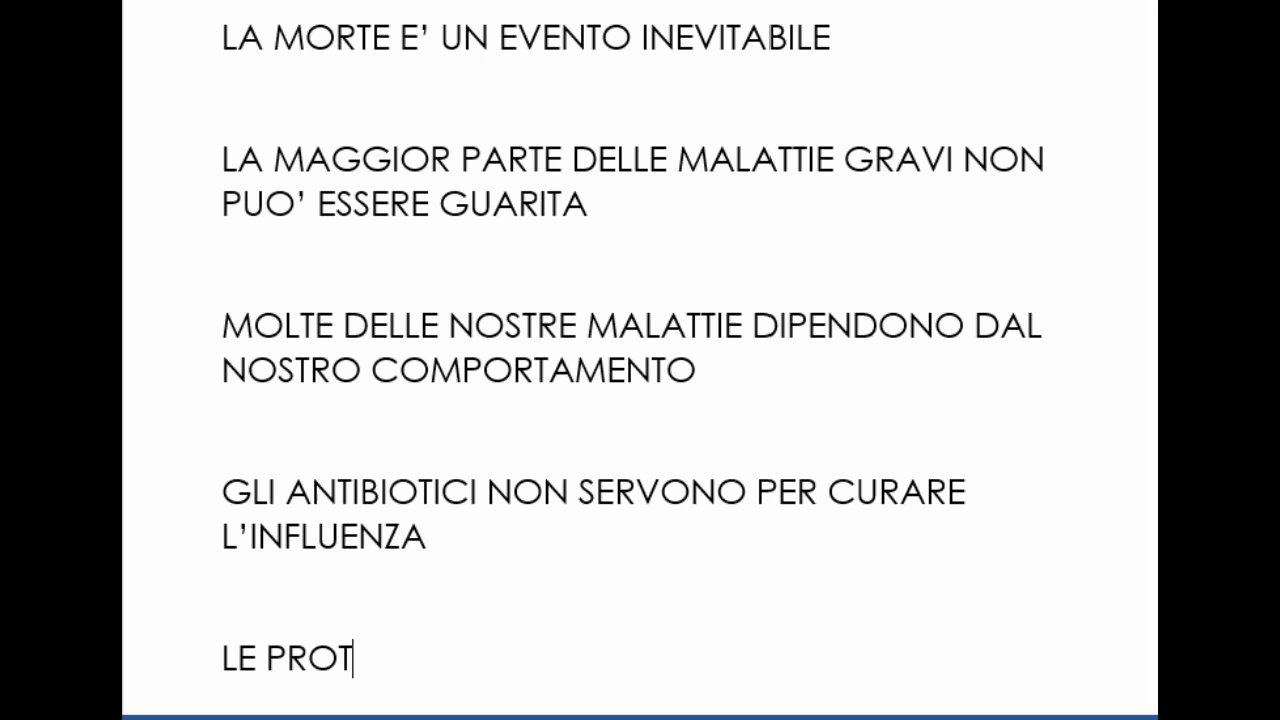 LA MORTE E’ UN EVENTO INEVITABILE
LA MAGGIOR PARTE DELLE MALATTIE GRAVI NON
PUO’ ESSERE GUARITA
MOLTE DELLE NOSTRE MALATTIE DIPENDONO DAL
NOSTRO COMPORTAMENTO
GLI ANTIBIOTICI NON SERVONO PER CURARE
L’INFLUENZA
LE PROT